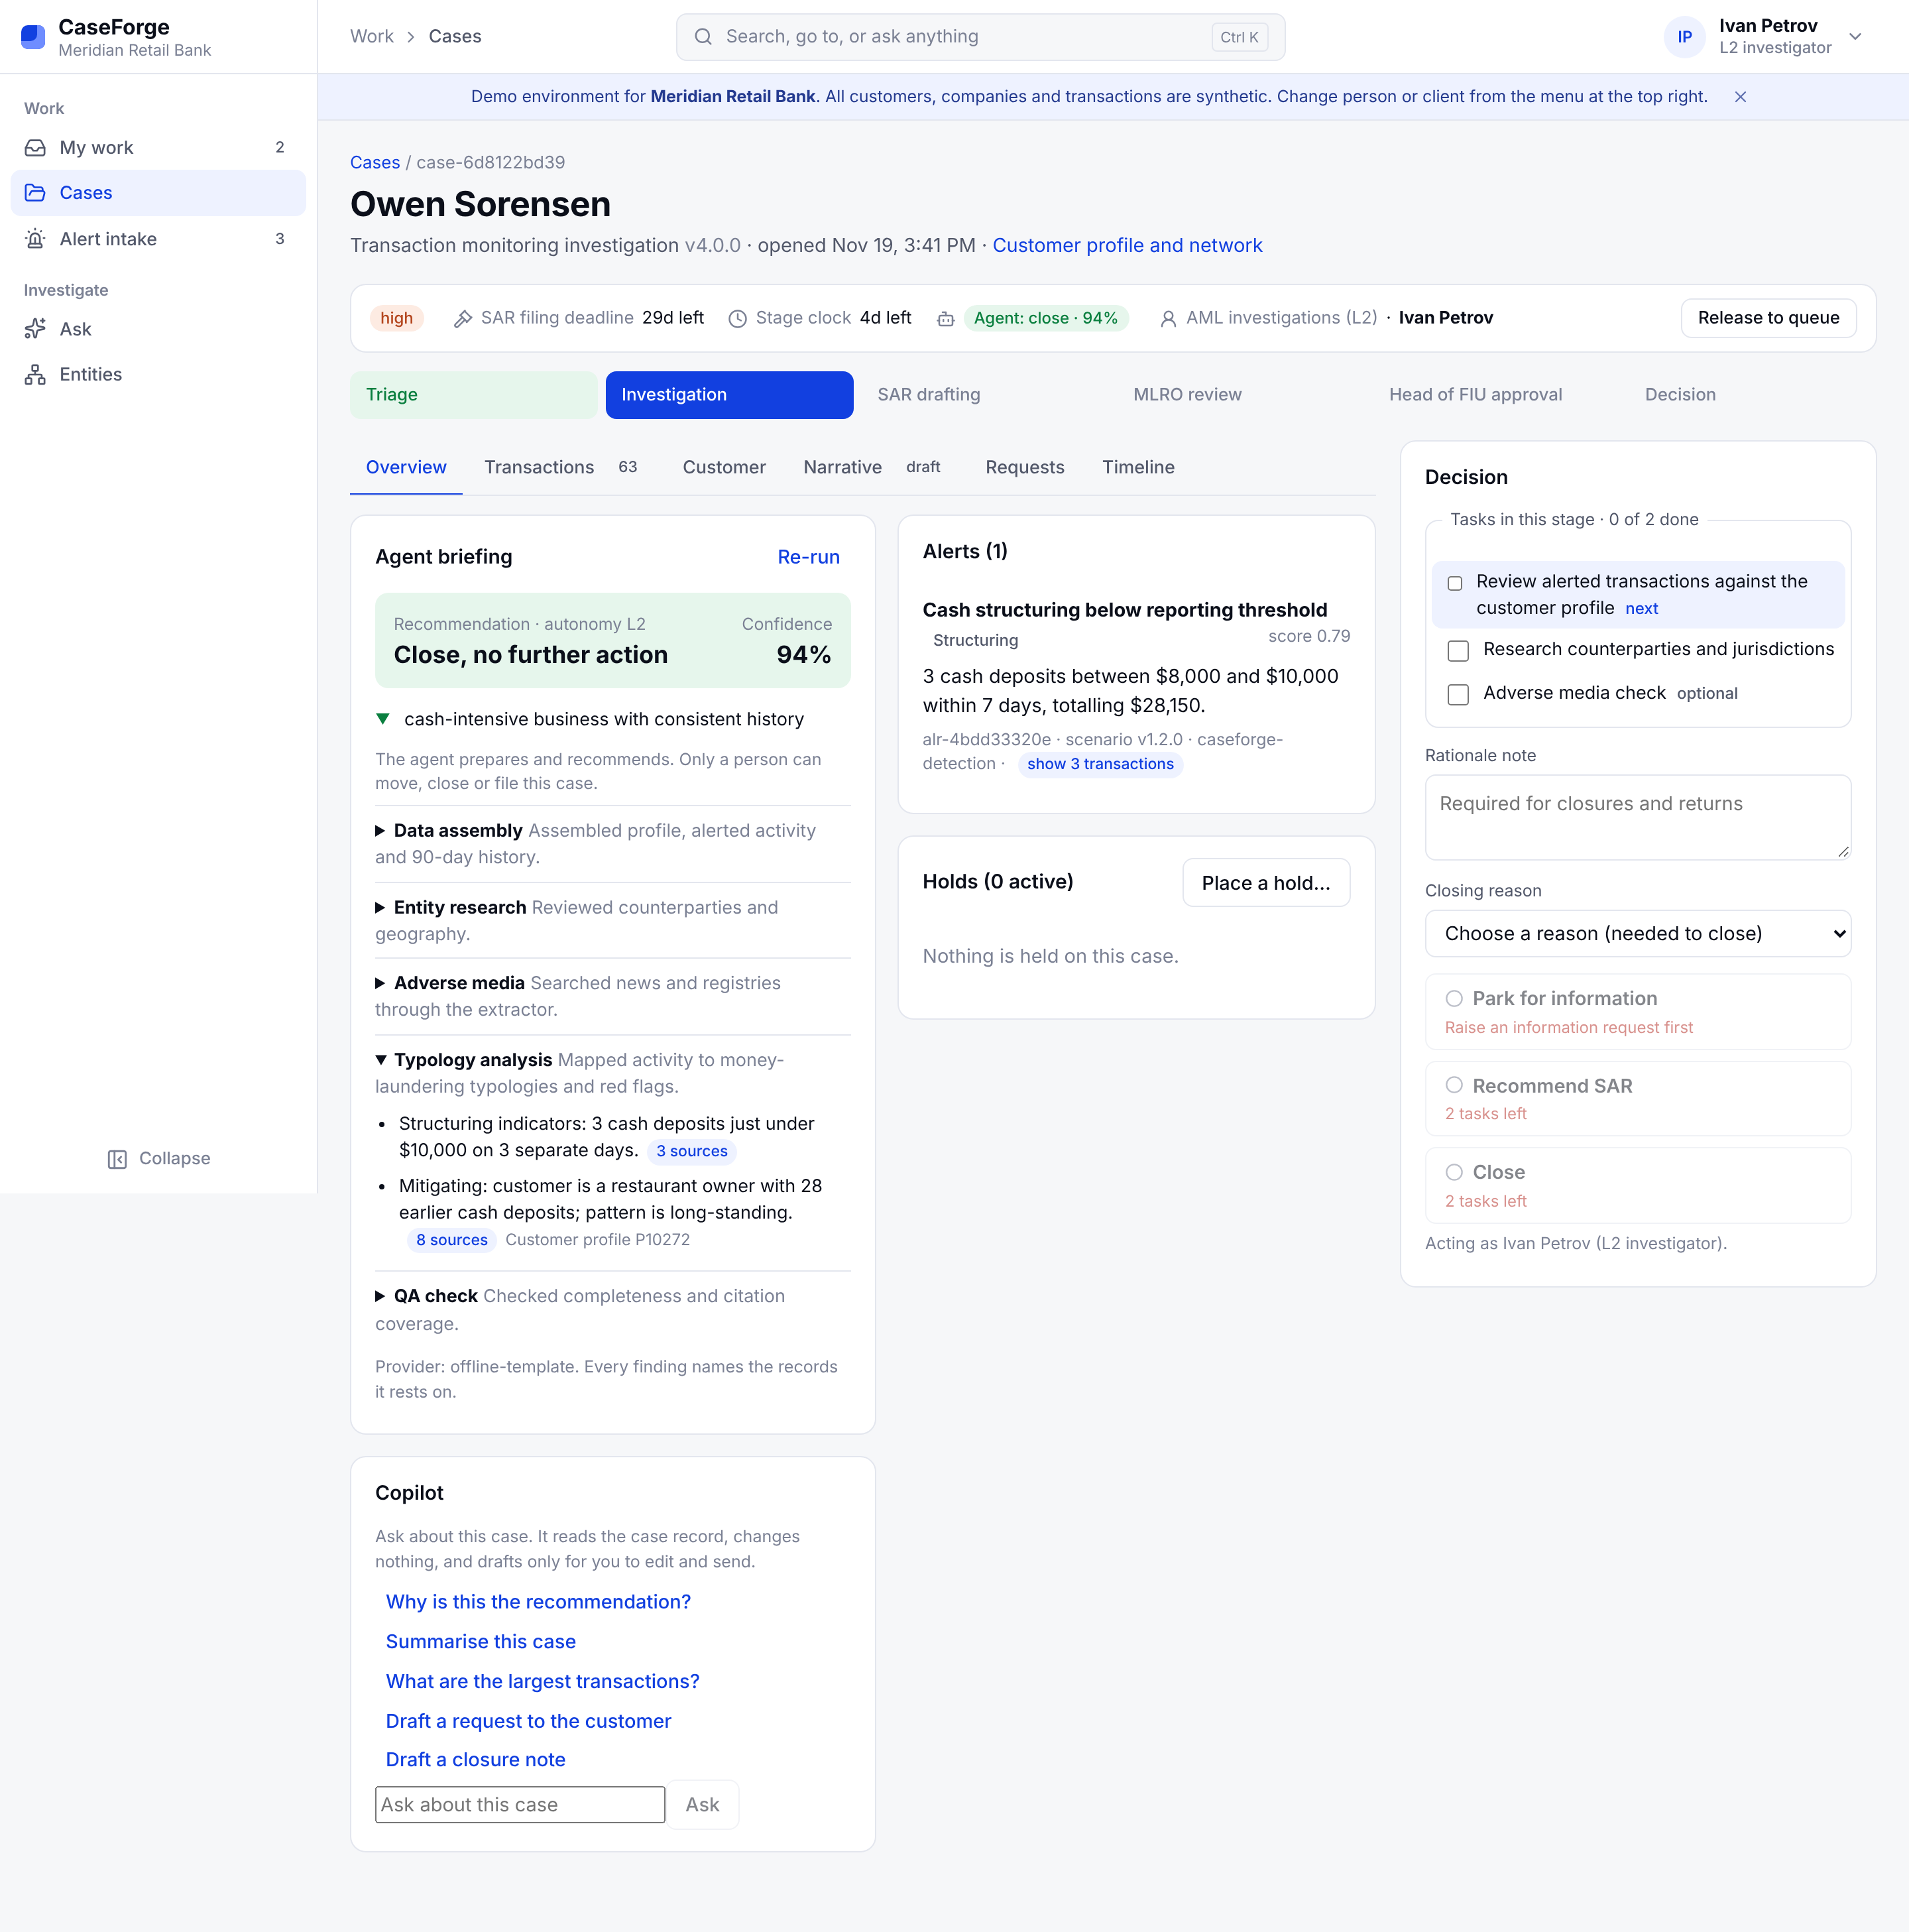 CaseForge
Meridian Retail Bank
Work
My work 2
Cases
Alert intake 3
Investigate
Ask
Entities
Collapse
Work > Cases
Search, go to, or ask anything Ctrl K
IP
Ivan Petrov
L2 investigator
Demo environment for Meridian Retail Bank. All customers, companies and transactions are synthetic. Change person or client from the menu at the top right.
Cases / case-6d8122bd39
Owen Sorensen
Transaction monitoring investigation v4.0.0 · opened Nov 19, 3:41 PM · Customer profile and network
high SAR filing deadline 29d left Stage clock 4d left Agent: close · 94% AML investigations (L2) · Ivan Petrov Release to queue
Triage Investigation SAR drafting MLRO review Head of FIU approval Decision
Overview Transactions 63 Customer Narrative draft Requests Timeline
Agent briefing Re-run
Recommendation · autonomy L2 Confidence
Close, no further action 94%
▼ cash-intensive business with consistent history
The agent prepares and recommends. Only a person can
move, close or file this case.
Data assembly Assembled profile, alerted activity
and 90-day history.
Entity research Reviewed counterparties and
geography.
Adverse media Searched news and registries
through the extractor.
Typology analysis Mapped activity to money-
laundering typologies and red flags.
• Structuring indicators: 3 cash deposits just under
$10,000 on 3 separate days. 3 sources
• Mitigating: customer is a restaurant owner with 28
earlier cash deposits; pattern is long-standing.
8 sources Customer profile P10272
QA check Checked completeness and citation
coverage.
Provider: offline-template. Every finding names the records
it rests on.
Copilot
Ask about this case. It reads the case record, changes
nothing, and drafts only for you to edit and send.
Why is this the recommendation?
Summarise this case
What are the largest transactions?
Draft a request to the customer
Draft a closure note
Ask about this case Ask
Alerts (1)
Cash structuring below reporting threshold
Structuring score 0.79
3 cash deposits between $8,000 and $10,000
within 7 days, totalling $28,150.
alr-4bdd33320e · scenario v1.2.0 · caseforge-
detection · show 3 transactions
Holds (0 active) Place a hold...
Nothing is held on this case.
Decision
Tasks in this stage · 0 of 2 done
Review alerted transactions against the
customer profile next
Research counterparties and jurisdictions
Adverse media check optional
Rationale note
Required for closures and returns
Closing reason
Choose a reason (needed to close)
Park for information
Raise an information request first
Recommend SAR
2 tasks left
Close
2 tasks left
Acting as Ivan Petrov (L2 investigator).